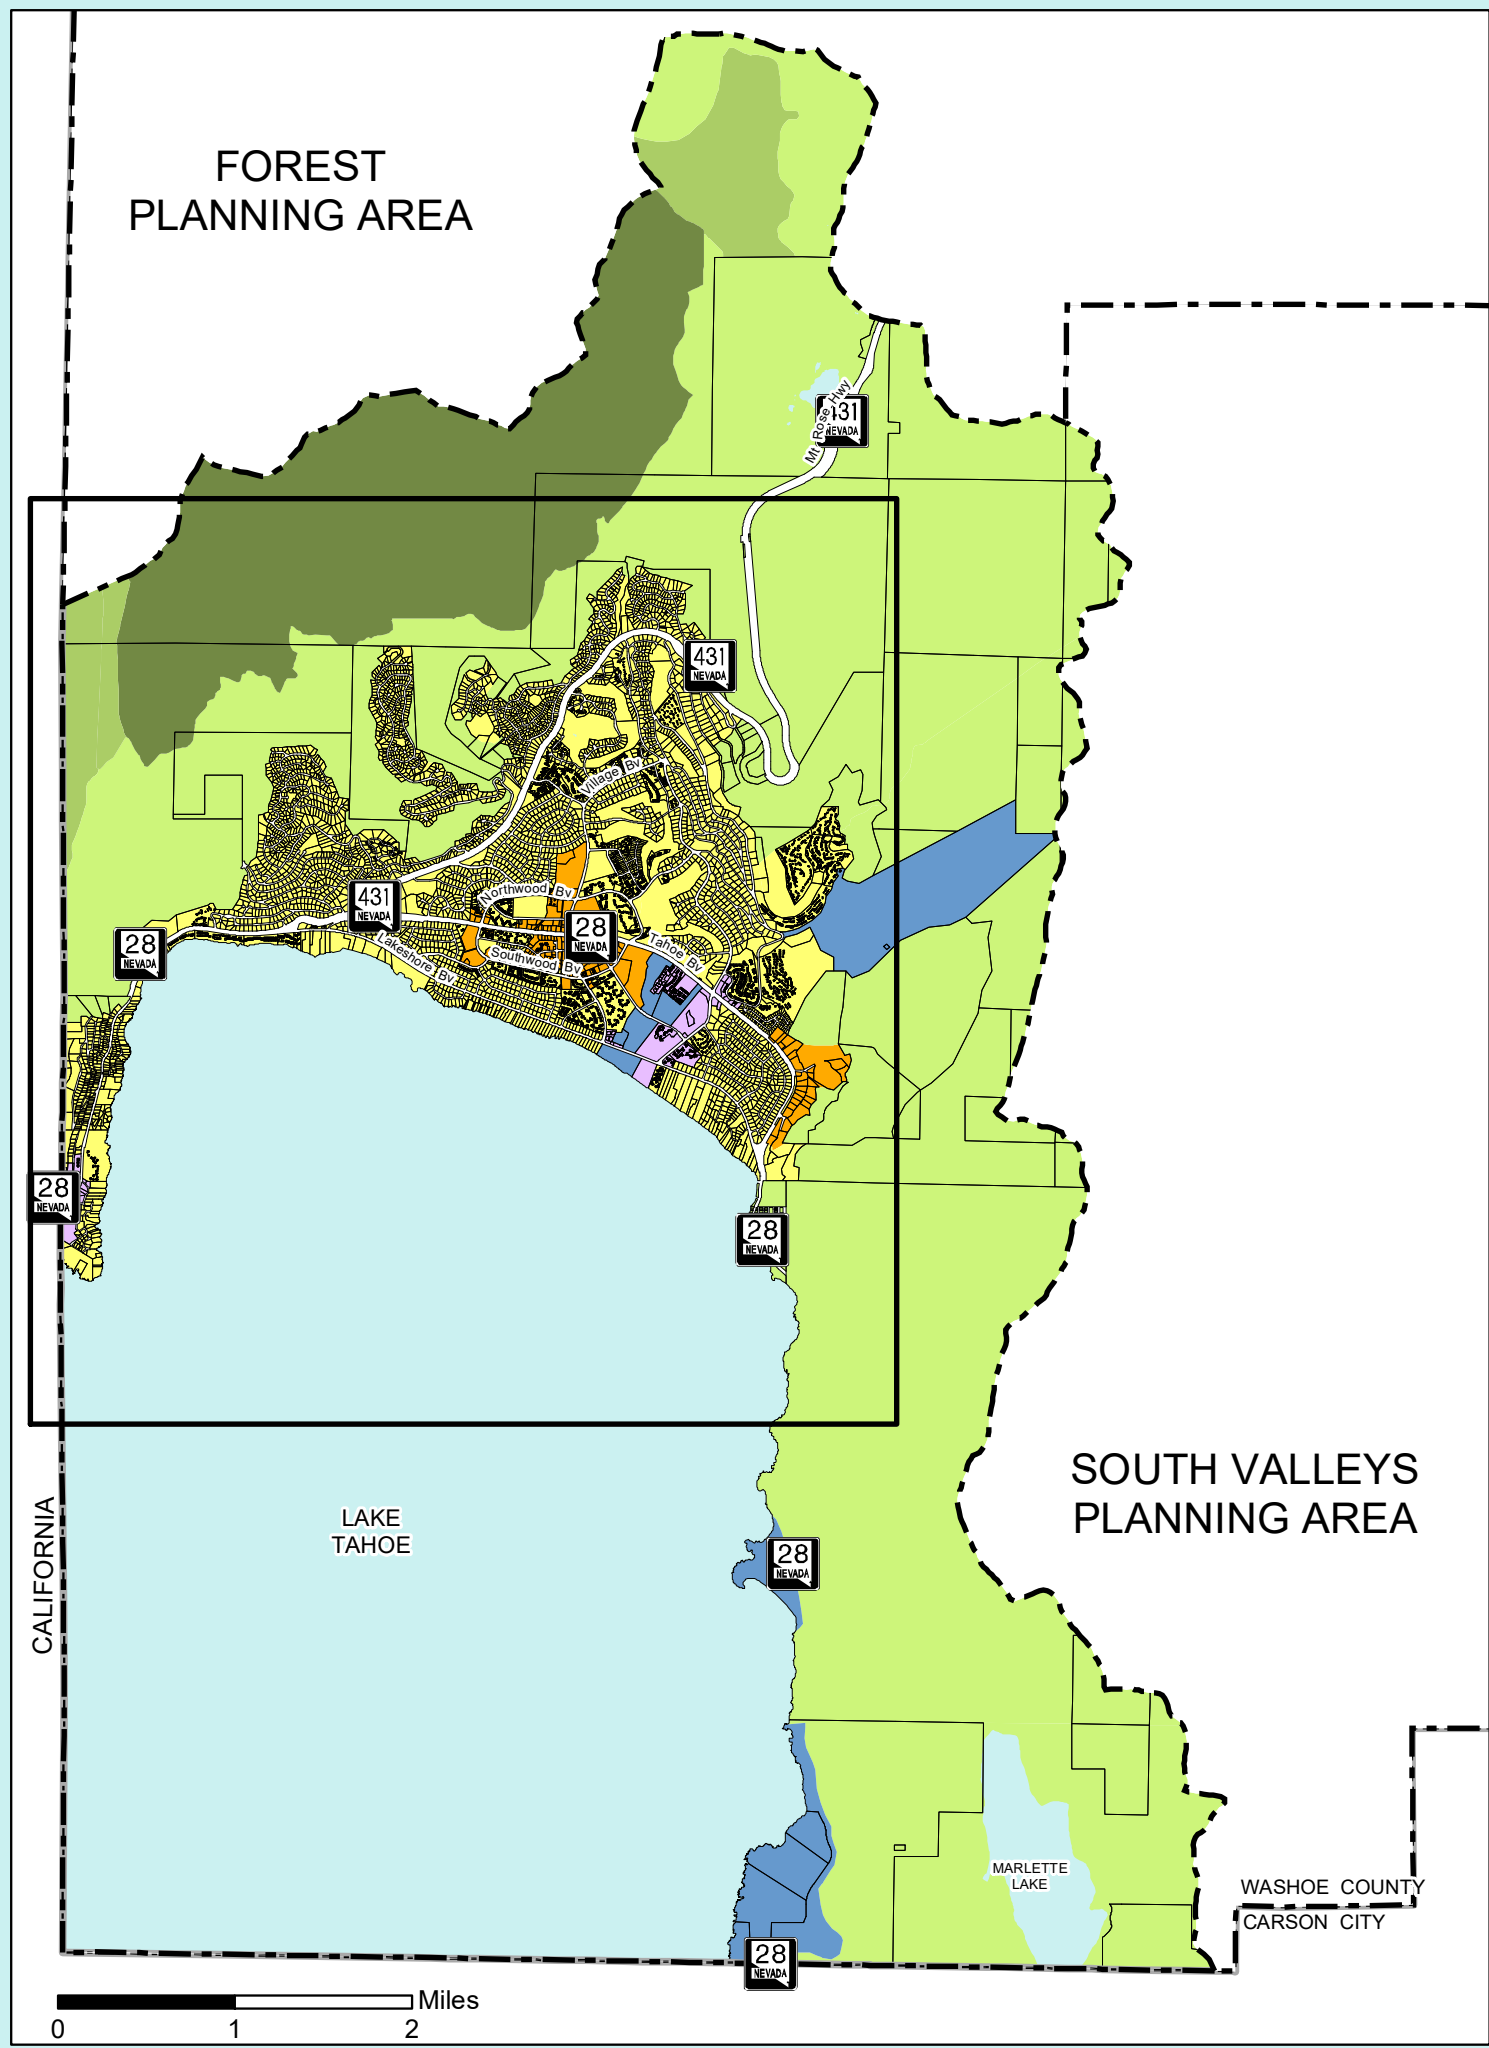 FOREST
PLANNING AREA
Mt Rose Hwy
431
NEVADA
431
NEVADA
Village Bv
431
NEVADA
Northwood Bv
28
NEVADA
28
NEVADA
Lakeshore Bv
Southwood Bv
Tahoe Bv
28
NEVADA
28
NEVADA
SOUTH VALLEYS
PLANNING AREA
CALIFORNIA
LAKE
TAHOE
28
NEVADA
MARLETTE
LAKE
WASHOE COUNTY
CARSON CITY
28
NEVADA
Miles
0 1 2